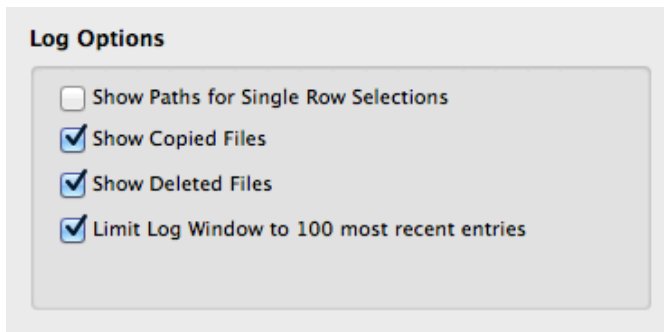 Log Options
Show Paths for Single Row Selections
Show Copied Files
Show Deleted Files
Limit Log Window to 100 most recent entries